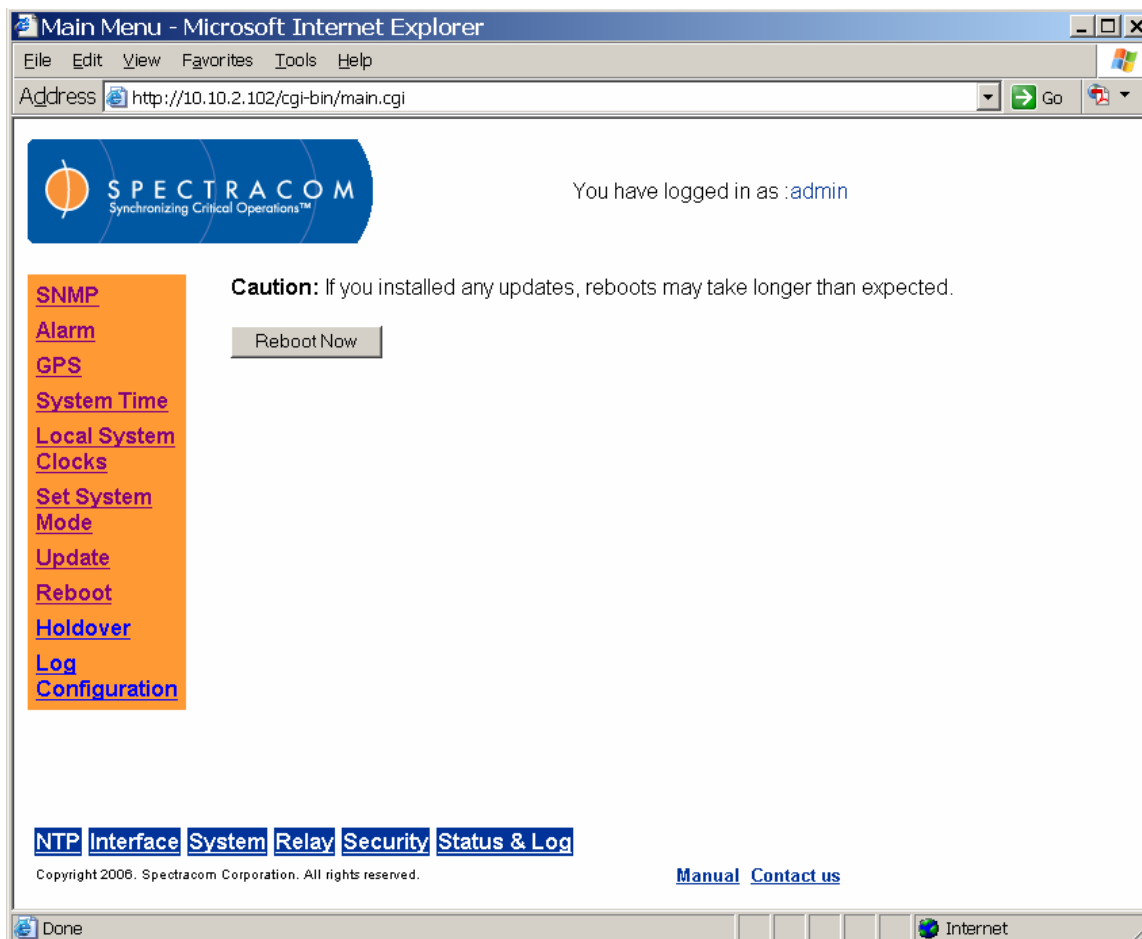 Main Menu - Microsoft Internet Explorer
File Edit View Favorites Tools Help
Address http://10.10.2.102/cgi-bin/main.cgi Go
SPECTRACOM
Synchronizing Critical Operations™
You have logged in as :admin
Caution: If you installed any updates, reboots may take longer than expected.
Reboot Now
SNMP
Alarm
GPS
System Time
Local System
Clocks
Set System
Mode
Update
Reboot
Holdover
Log
Configuration
NTP Interface System Relay Security Status & Log
Copyright 2006. Spectracom Corporation. All rights reserved.
Manual Contact us
Done Internet